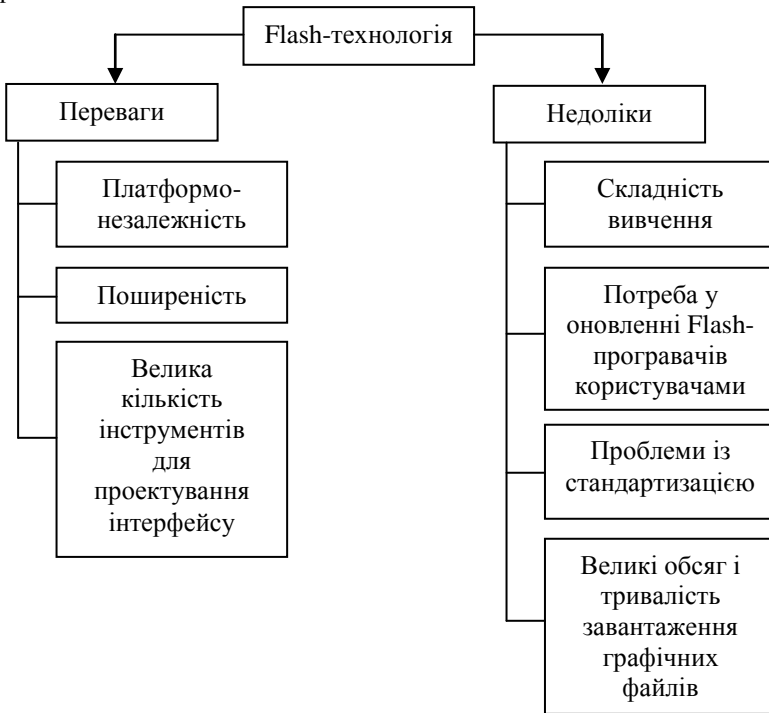 Flash-технологія
Переваги
Платформо-
незалежність
Поширеність
Велика
кількість
інструментів
для
проектування
інтерфейсу
Недоліки
Складність
вивчення
Потреба у
оновленні Flash-
програвачів
користувачами
Проблеми із
стандартизацією
Великі обсяг і
тривалість
завантаження
графічних
файлів